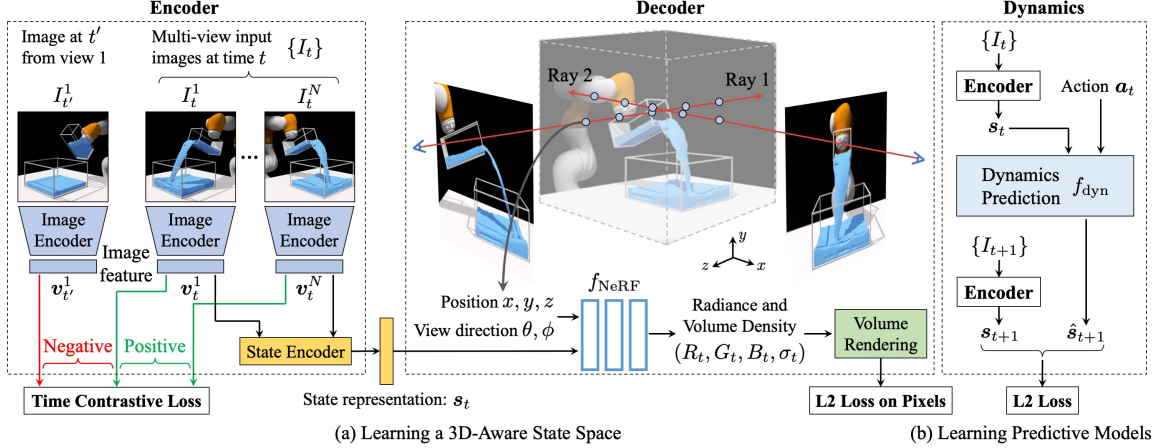 Encoder
Decoder
Dynamics
Image at t′
from view 1
Multi-view input
images at time t {I_t}
I^1_{t′}
I^1_t
I^N_t
...
Image
Encoder
Image
Encoder
Image
Encoder
Image
feature
v^1_{t′}
v^1_t
v^N_t
Negative
Positive
State Encoder
Time Contrastive Loss
State representation: s_t
Ray 2
Ray 1
y
z
x
Position x, y, z
View direction θ, ϕ
f_NeRF
Radiance and
Volume Density
(R_t, G_t, B_t, σ_t)
Volume
Rendering
L2 Loss on Pixels
{I_t}
Encoder
Action a_t
s_t
Dynamics
Prediction
f_dyn
{I_{t+1}}
Encoder
s_{t+1}
ŝ_{t+1}
L2 Loss
(a) Learning a 3D-Aware State Space
(b) Learning Predictive Models